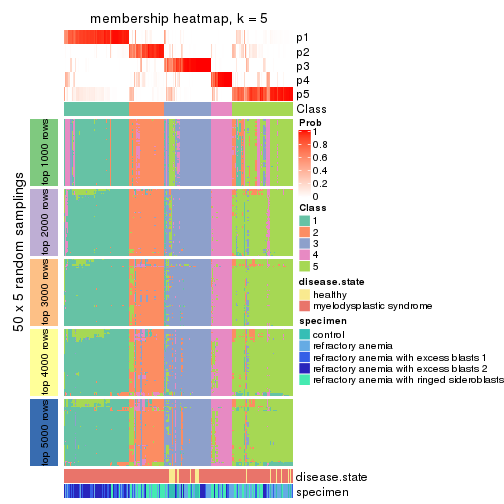 membership heatmap, k = 5
p1
p2
p3
p4
p5
Class
50 x 5 random samplings
top 1000 rows
top 2000 rows
top 3000 rows
top 4000 rows
top 5000 rows
disease.state
specimen
Prob
1
0.8
0.6
0.4
0.2
0
Class
1
2
3
4
5
disease.state
healthy
myelodysplastic syndrome
specimen
control
refractory anemia
refractory anemia with excess blasts 1
refractory anemia with excess blasts 2
refractory anemia with ringed sideroblasts